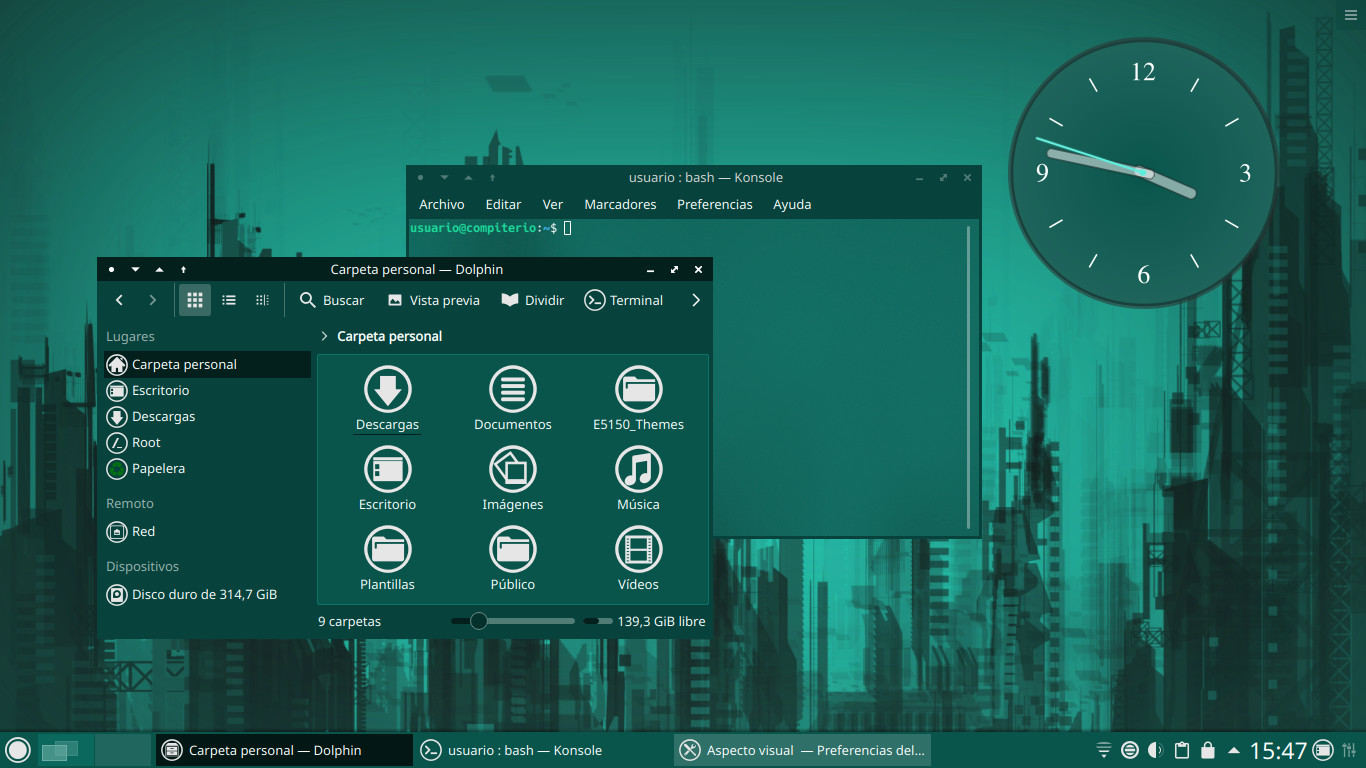 12
9
3
6
usuario : bash — Konsole
Archivo Editar Ver Marcadores Preferencias Ayuda
usuario@compiterio:~$
Carpeta personal — Dolphin
Buscar Vista previa Dividir Terminal
Lugares
Carpeta personal
Escritorio
Descargas
Root
Papelera
Remoto
Red
Dispositivos
Disco duro de 314,7 GiB
Carpeta personal
Descargas Documentos E5150_Themes
Escritorio Imágenes Música
Plantillas Público Vídeos
9 carpetas 139,3 GiB libre
Carpeta personal — Dolphin usuario : bash — Konsole Aspecto visual — Preferencias del... 15:47